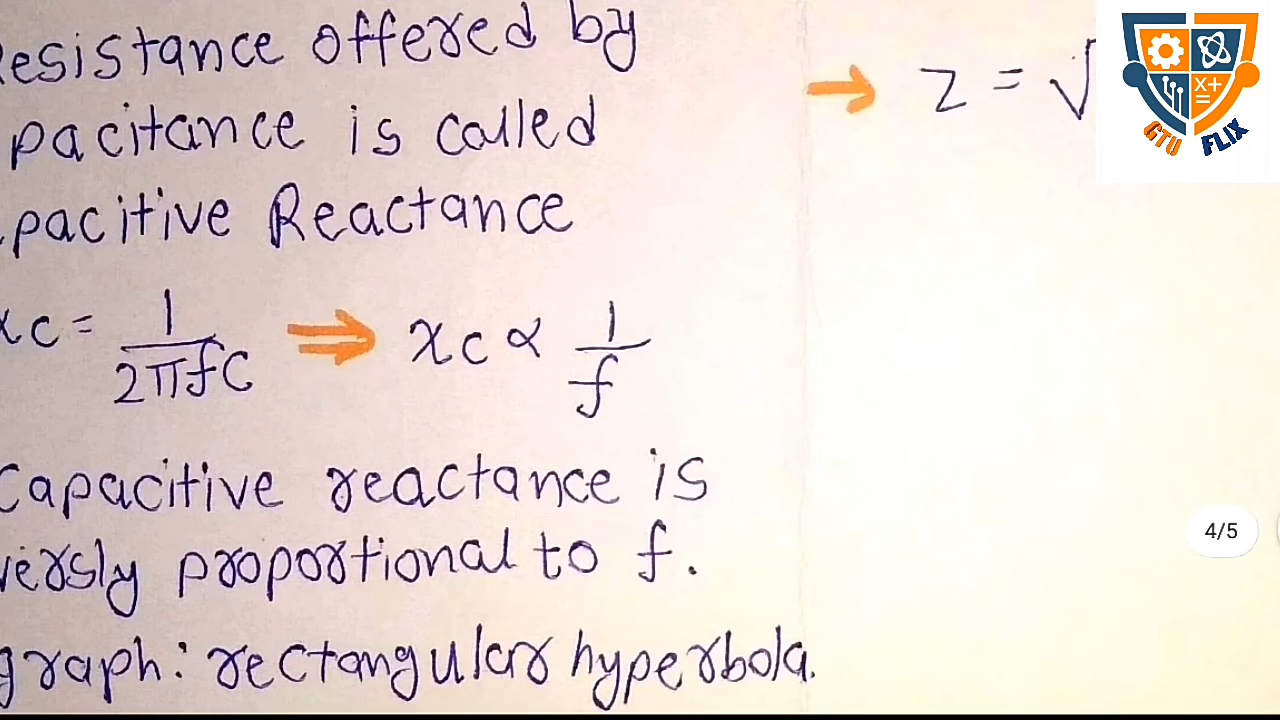 esistance offered by
pacitance is called
pacitive Reactance
xc = 1/2πfc ⇒ xc ∝ 1/f
Capacitive reactance is
versly proportional to f.
graph: rectangular hyperbola.
→ z = √
X+
=
GTU FLIX
4/5